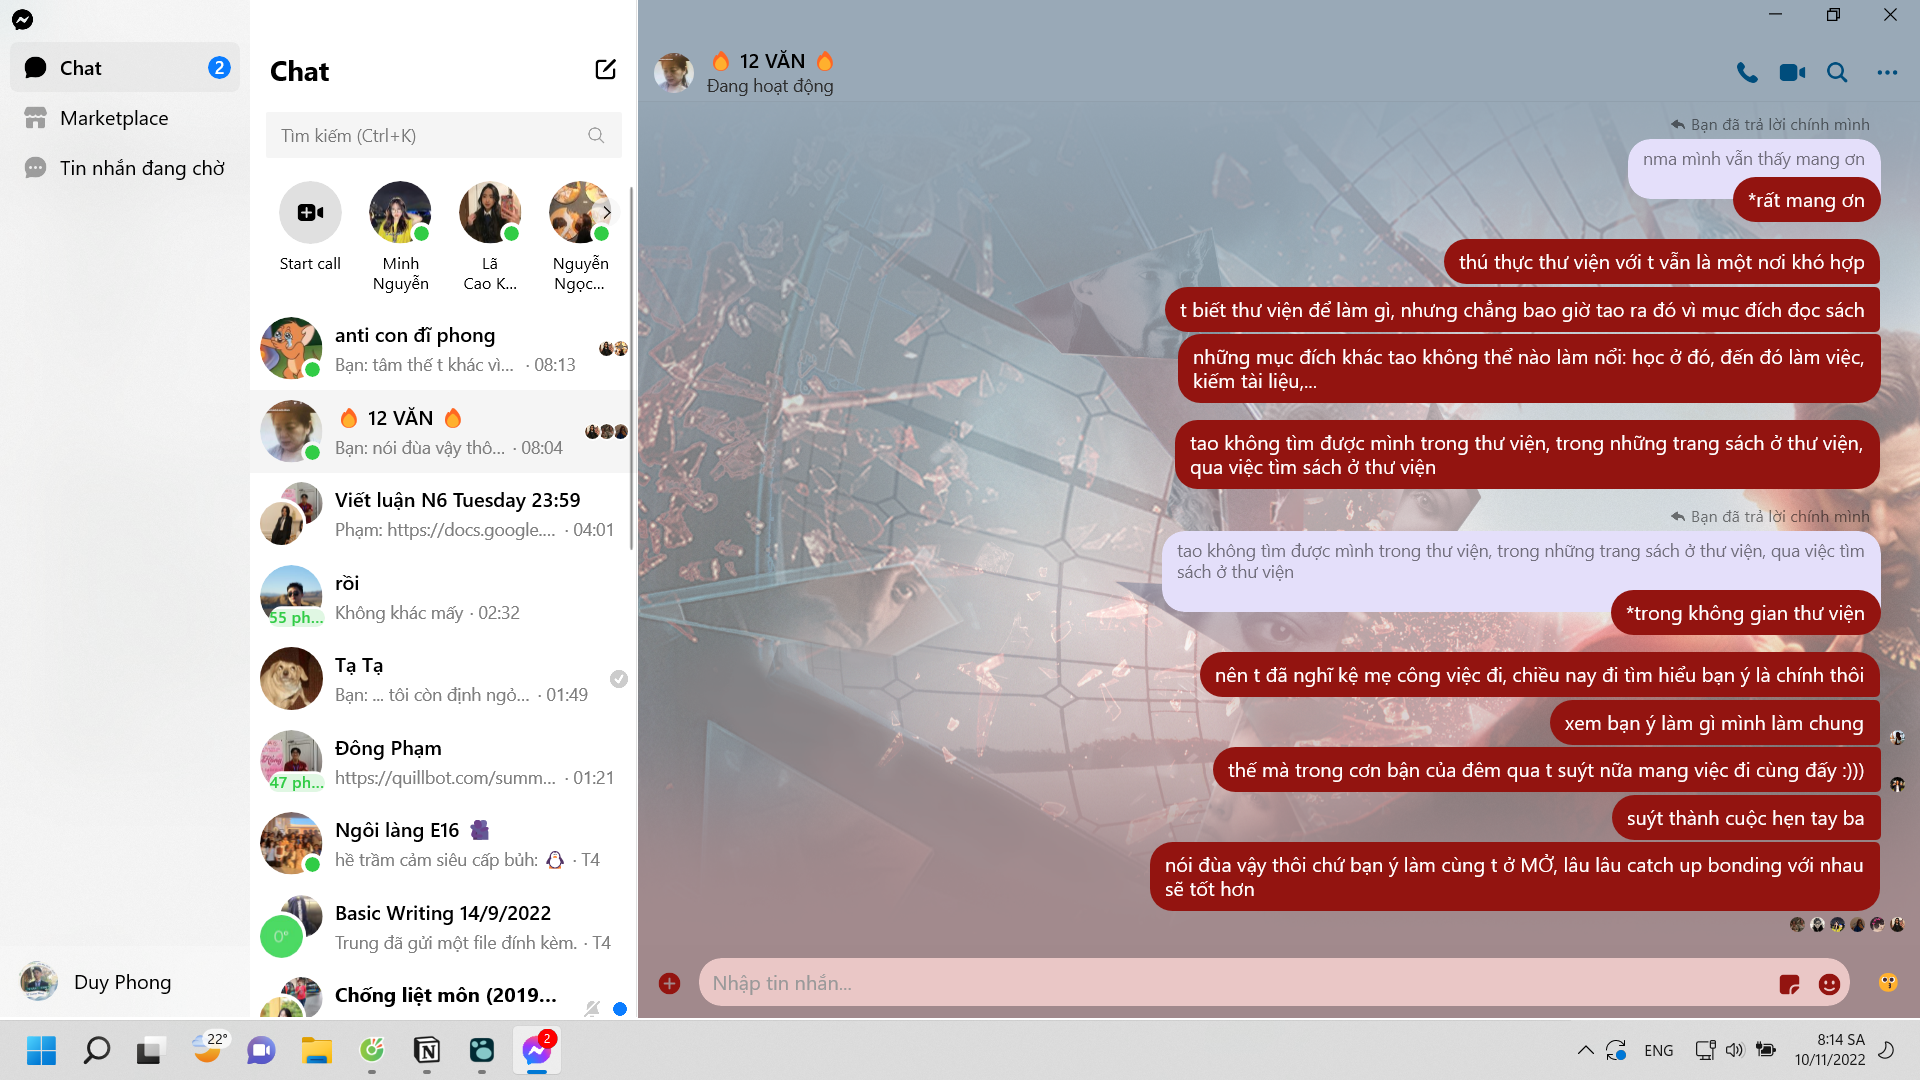 Chat
2
Marketplace
Tin nhắn đang chờ
Duy Phong
Chat
Tìm kiếm (Ctrl+K)
Start call
Minh
Nguyễn
Lã
Cao K...
Nguyễn
Ngọc...
anti con đĩ phong
Bạn: tâm thế t khác vì... · 08:13
🔥 12 VĂN 🔥
Bạn: nói đùa vậy thô... · 08:04
Viết luận N6 Tuesday 23:59
Phạm: https://docs.google.... · 04:01
rồi
Không khác mấy · 02:32
55 ph...
Tạ Tạ
Bạn: ... tôi còn định ngỏ... · 01:49
Đông Phạm
https://quillbot.com/summ... · 01:21
47 ph...
Ngôi làng E16
hề trầm cảm siêu cấp bủh: 🐧 · T4
Basic Writing 14/9/2022
Trung đã gửi một file đính kèm. · T4
Chống liệt môn (2019...
🔥 12 VĂN 🔥
Đang hoạt động
Bạn đã trả lời chính mình
nma mình vẫn thấy mang ơn
*rất mang ơn
thú thực thư viện với t vẫn là một nơi khó hợp
t biết thư viện để làm gì, nhưng chẳng bao giờ tao ra đó vì mục đích đọc sách
những mục đích khác tao không thể nào làm nổi: học ở đó, đến đó làm việc,
kiếm tài liệu,...
tao không tìm được mình trong thư viện, trong những trang sách ở thư viện,
qua việc tìm sách ở thư viện
Bạn đã trả lời chính mình
tao không tìm được mình trong thư viện, trong những trang sách ở thư viện, qua việc tìm
sách ở thư viện
*trong không gian thư viện
nên t đã nghĩ kệ mẹ công việc đi, chiều nay đi tìm hiểu bạn ý là chính thôi
xem bạn ý làm gì mình làm chung
thế mà trong cơn bận của đêm qua t suýt nữa mang việc đi cùng đấy :)))
suýt thành cuộc hẹn tay ba
nói đùa vậy thôi chứ bạn ý làm cùng t ở MỞ, lâu lâu catch up bonding với nhau
sẽ tốt hơn
Nhập tin nhắn...
22°
2
ENG
8:14 SA
10/11/2022